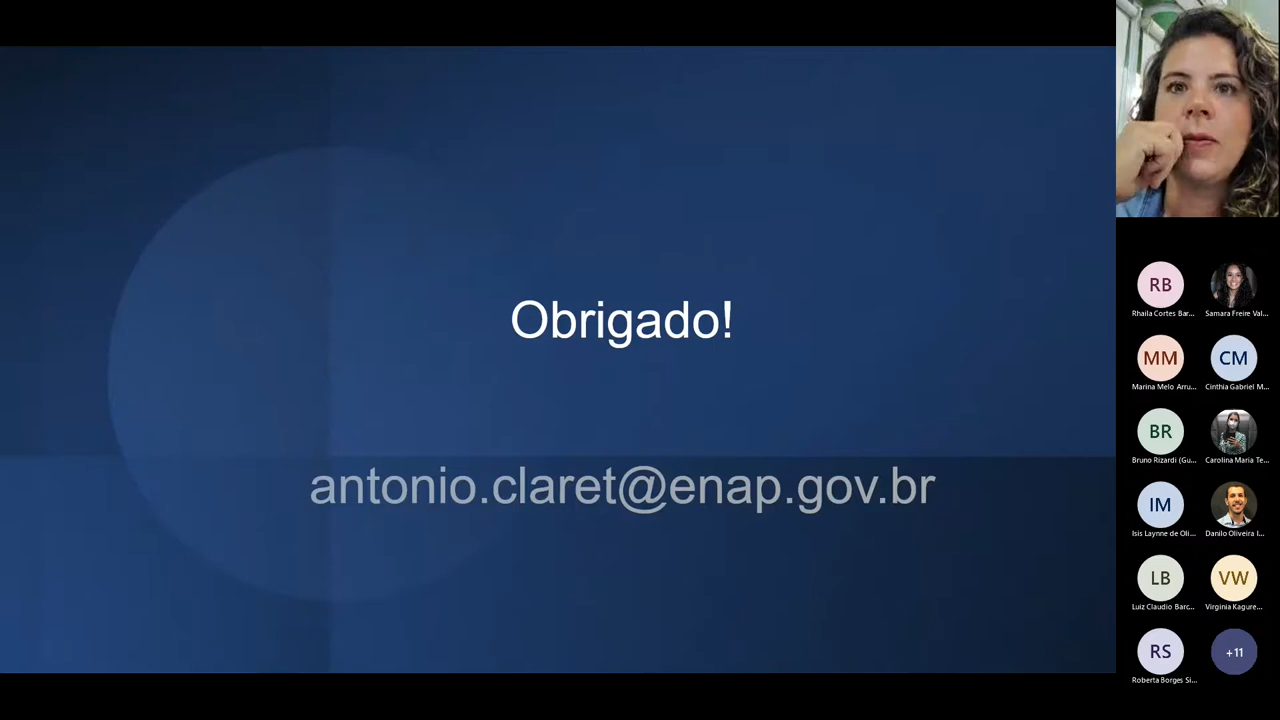 Obrigado!
antonio.claret@enap.gov.br
RB
Rhaila Cortes Bar...
Samara Freire Val...
MM
Marina Melo Arru...
CM
Cinthia Gabriel M...
BR
Bruno Rizardi (Gu...
Carolina Maria Te...
IM
Isis Laynne de Oli...
Danilo Oliveira I...
LB
Luiz Claudio Barc...
VW
Virginia Kagure...
RS
Roberta Borges Si...
+11